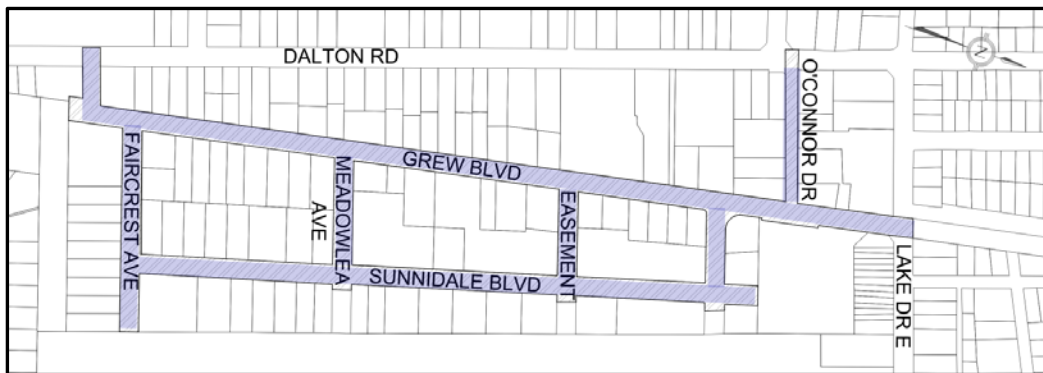 DALTON RD
O'CONNOR DR
N
GREW BLVD
FAIRCREST AVE
MEADOWLEA
AVE
EASEMENT
SUNNIDALE BLVD
LAKE DR E